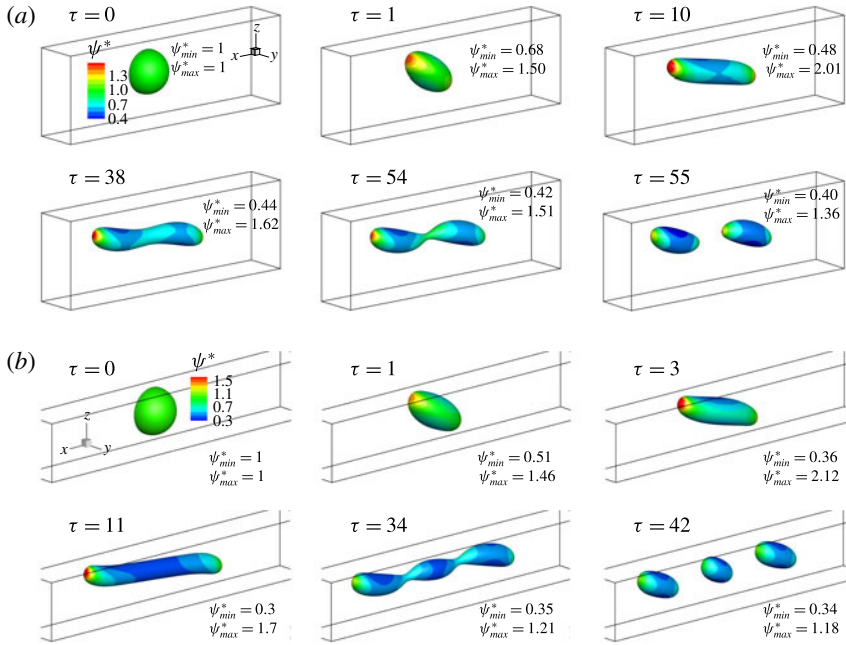 (a)
τ = 0
ψ*
1.3
1.0
0.7
0.4
ψ*min = 1
ψ*max = 1
z
x
y
τ = 1
ψ*min = 0.68
ψ*max = 1.50
τ = 10
ψ*min = 0.48
ψ*max = 2.01
τ = 38
ψ*min = 0.44
ψ*max = 1.62
τ = 54
ψ*min = 0.42
ψ*max = 1.51
τ = 55
ψ*min = 0.40
ψ*max = 1.36
(b)
τ = 0
ψ*
1.5
1.1
0.7
0.3
z
x
y
ψ*min = 1
ψ*max = 1
τ = 1
ψ*min = 0.51
ψ*max = 1.46
τ = 3
ψ*min = 0.36
ψ*max = 2.12
τ = 11
ψ*min = 0.3
ψ*max = 1.7
τ = 34
ψ*min = 0.35
ψ*max = 1.21
τ = 42
ψ*min = 0.34
ψ*max = 1.18